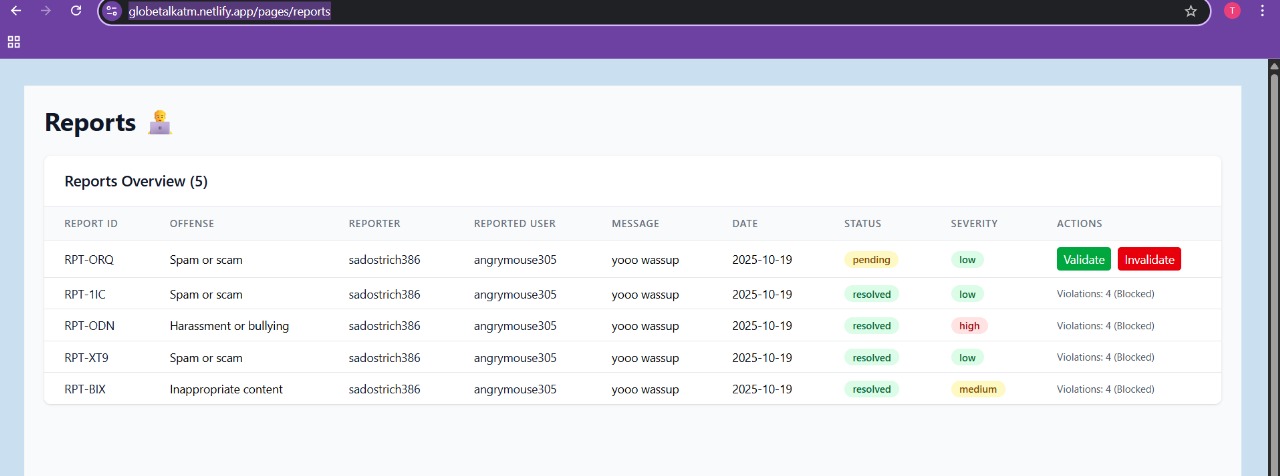 globetalkatm.netlify.app/pages/reports
T
Reports
Reports Overview (5)
REPORT ID OFFENSE REPORTER REPORTED USER MESSAGE DATE STATUS SEVERITY ACTIONS
RPT-ORQ Spam or scam sadostrich386 angrymouse305 yooo wassup 2025-10-19 pending low Validate Invalidate
RPT-1IC Spam or scam sadostrich386 angrymouse305 yooo wassup 2025-10-19 resolved low Violations: 4 (Blocked)
RPT-ODN Harassment or bullying sadostrich386 angrymouse305 yooo wassup 2025-10-19 resolved high Violations: 4 (Blocked)
RPT-XT9 Spam or scam sadostrich386 angrymouse305 yooo wassup 2025-10-19 resolved low Violations: 4 (Blocked)
RPT-BIX Inappropriate content sadostrich386 angrymouse305 yooo wassup 2025-10-19 resolved medium Violations: 4 (Blocked)